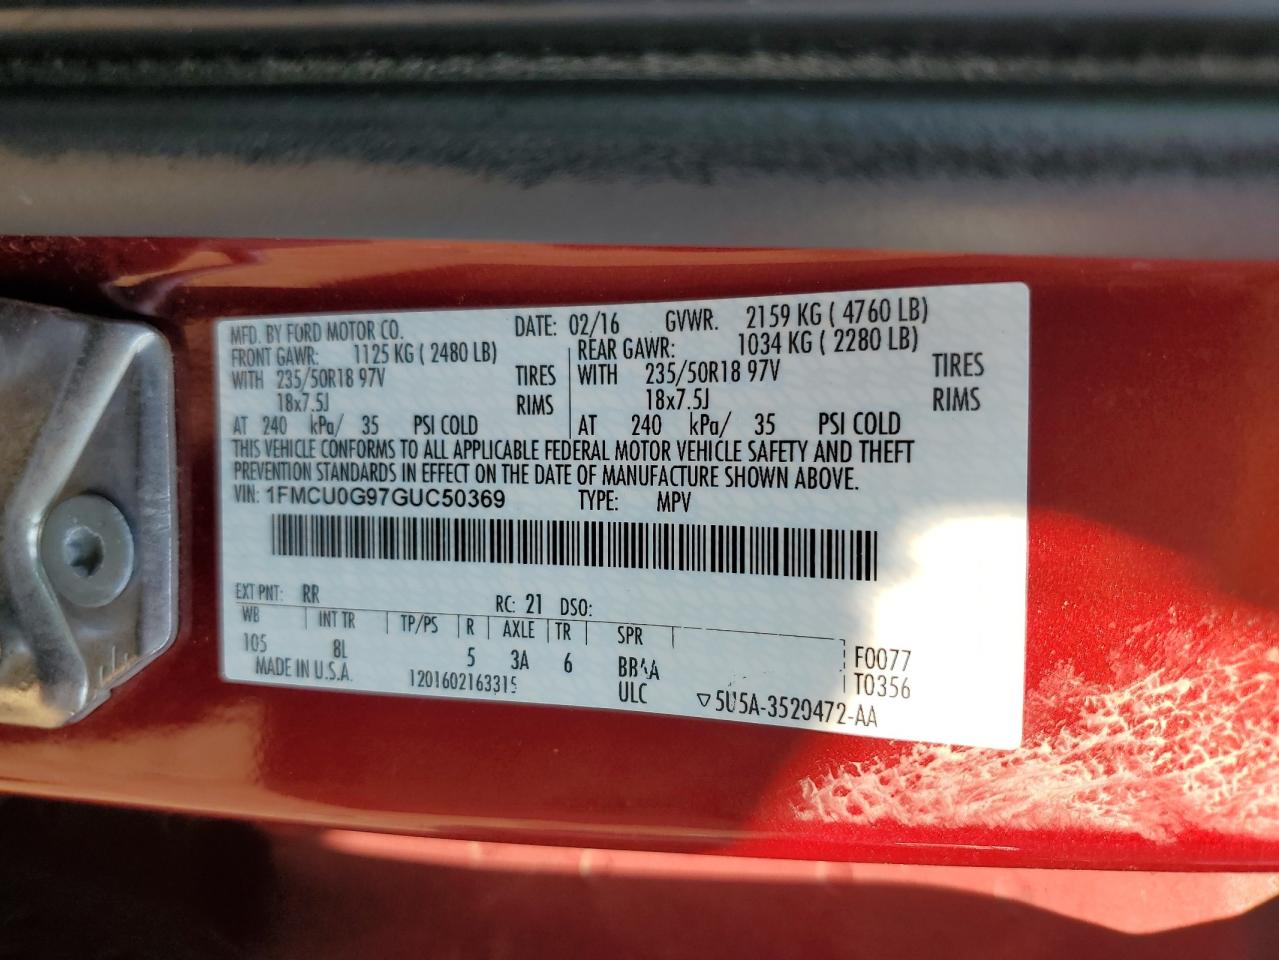 MFD. BY FORD MOTOR CO. DATE: 02/16 GVWR. 2159 KG ( 4760 LB)
FRONT GAWR: 1125 KG ( 2480 LB) REAR GAWR: 1034 KG ( 2280 LB)
WITH 235/50R18 97V TIRES WITH 235/50R18 97V TIRES
18x7.5J RIMS 18x7.5J RIMS
AT 240 kPa/ 35 PSI COLD AT 240 kPa/ 35 PSI COLD
THIS VEHICLE CONFORMS TO ALL APPLICABLE FEDERAL MOTOR VEHICLE SAFETY AND THEFT
PREVENTION STANDARDS IN EFFECT ON THE DATE OF MANUFACTURE SHOWN ABOVE.
VIN: 1FMCU0G97GUC50369 TYPE: MPV
EXT PNT: RR RC: 21 DSO:
WB INT TR TP/PS R AXLE TR SPR
105 8L 5 3A 6 F0077
MADE IN U.S.A. 1201602163315 ULC T0356
▽5U5A-3520472-AA